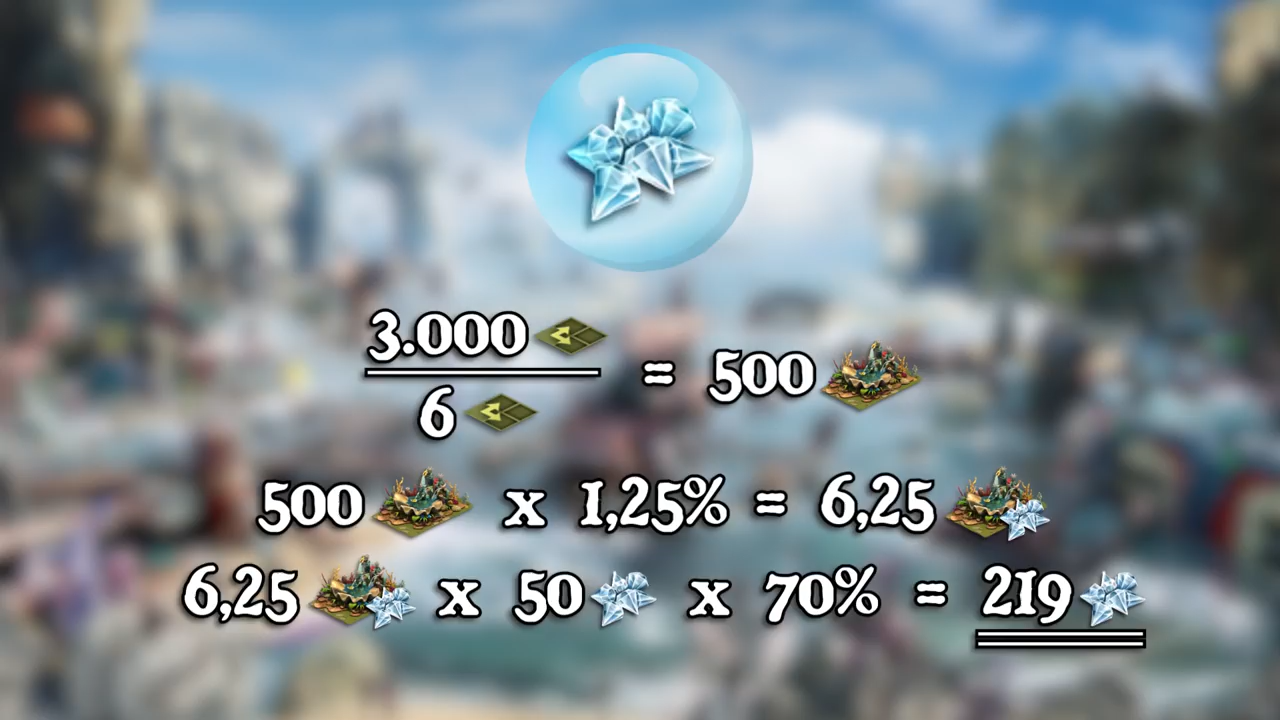 3.000
6
= 500
500 x 1,25% = 6,25
6,25 x 50 x 70% = 219